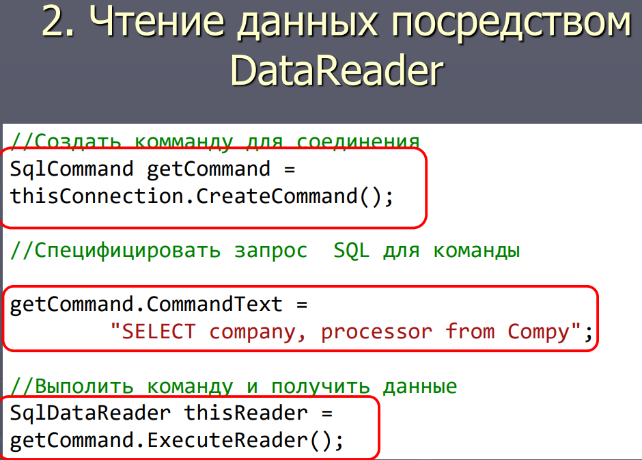 2. Чтение данных посредством
DataReader
//Создать комманду для соединения
SqlCommand getCommand =
thisConnection.CreateCommand();
//Специфицировать запрос  SQL для команды
getCommand.CommandText =
"SELECT company, processor from Compy";
//Выполить команду и получить данные
SqlDataReader thisReader =
getCommand.ExecuteReader();